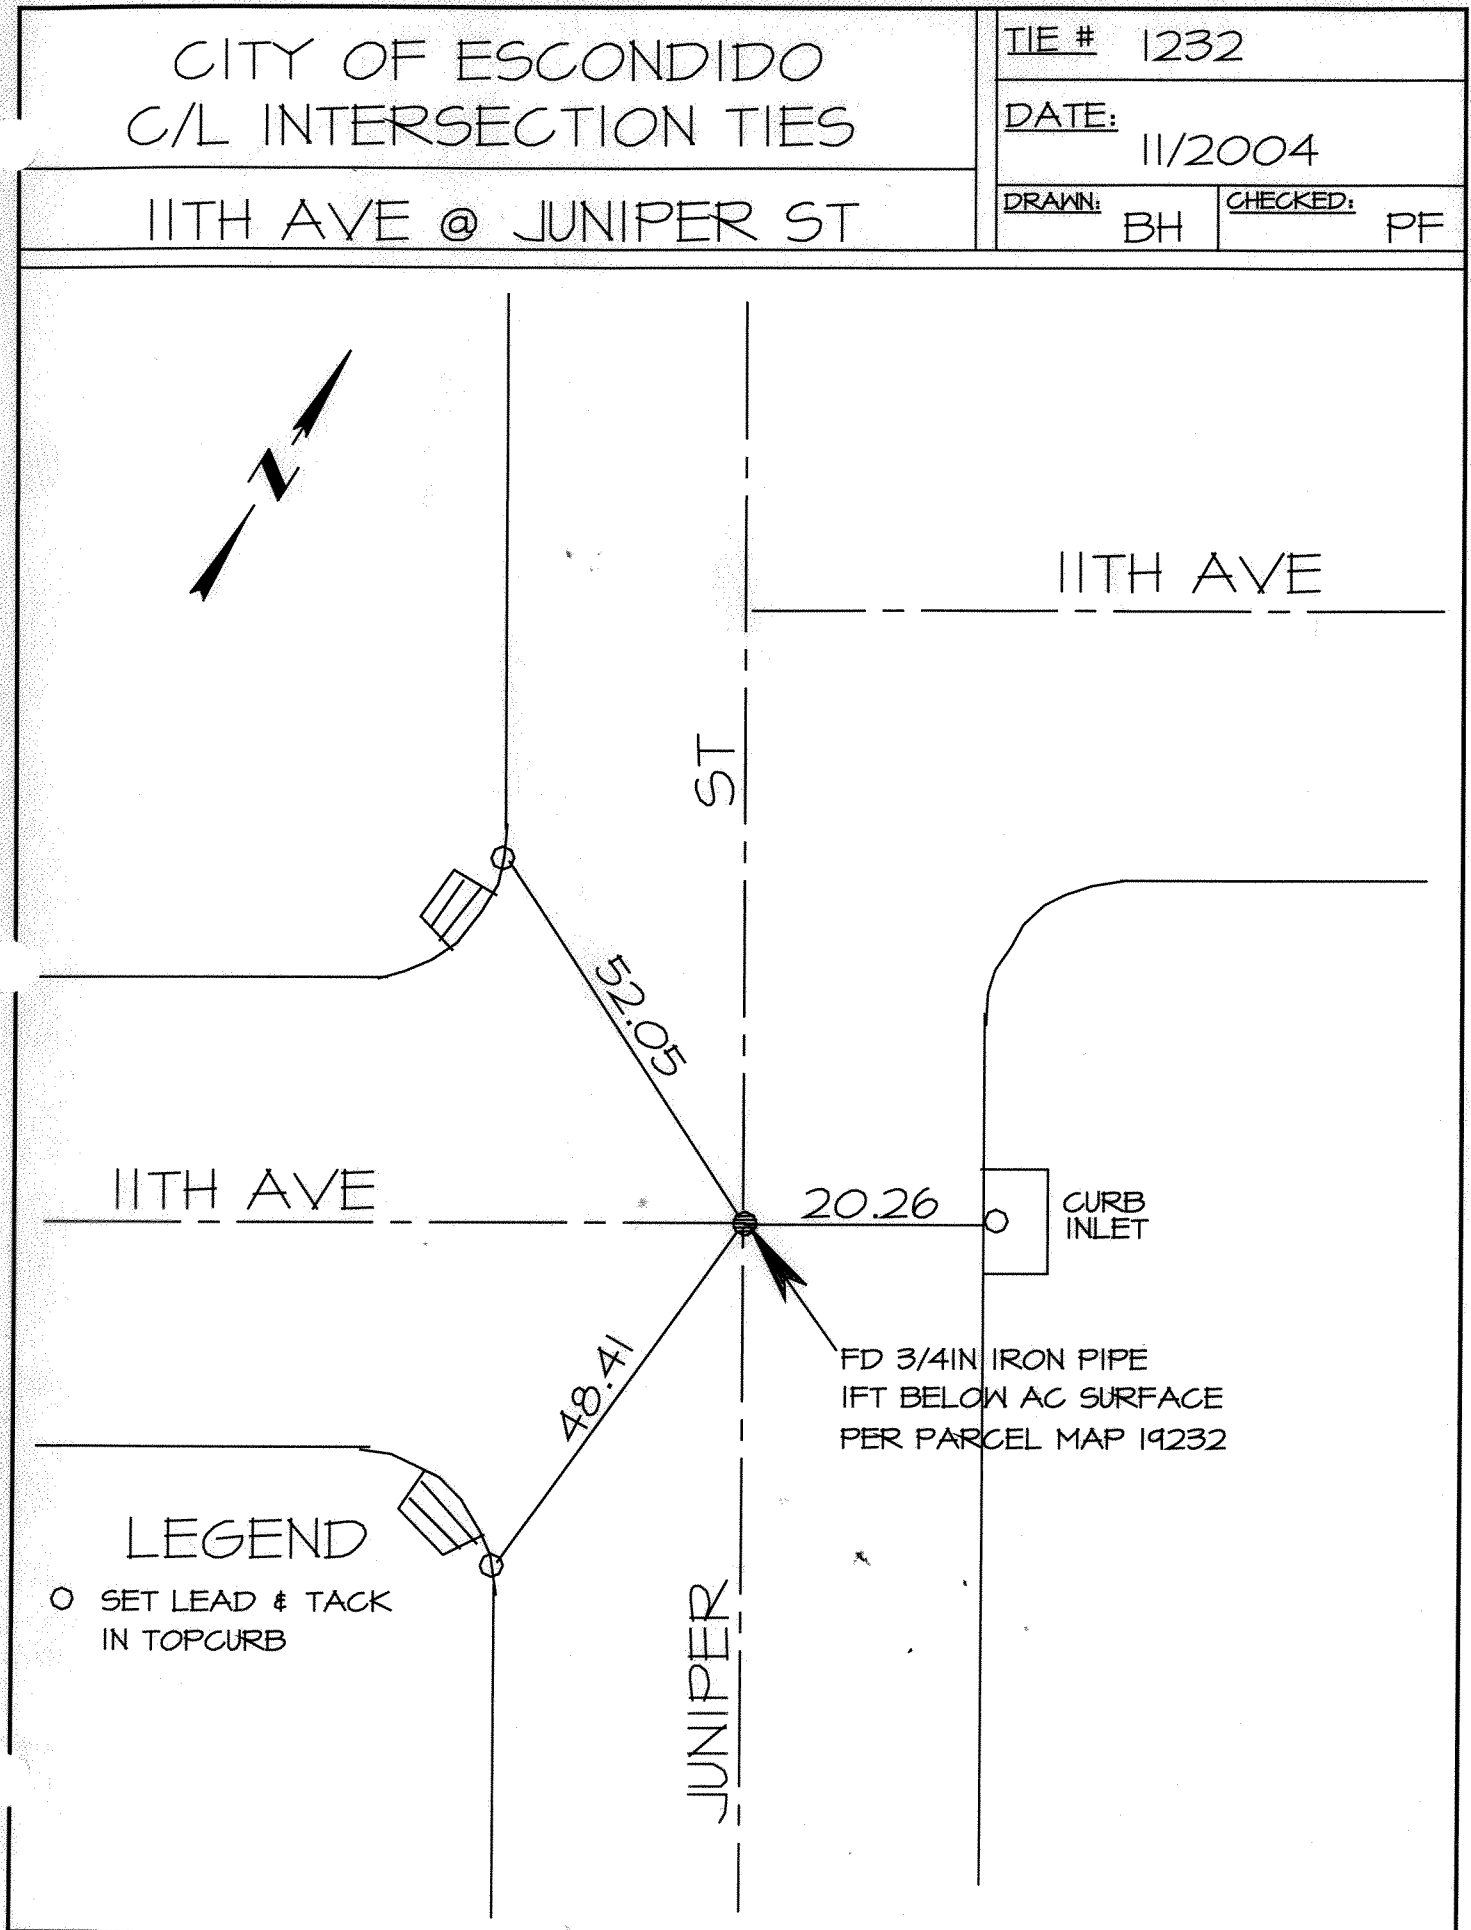 CITY OF ESCONDIDO
C/L INTERSECTION TIES
11TH AVE @ JUNIPER ST
TIE # 1232
DATE:
11/2004
DRAWN: BH
CHECKED: PF
N
11TH AVE
ST
52.05
11TH AVE
20.26
CURB
INLET
48.41
FD 3/4IN IRON PIPE
1FT BELOW AC SURFACE
PER PARCEL MAP 19232
LEGEND
SET LEAD & TACK
IN TOPCURB
JUNIPER